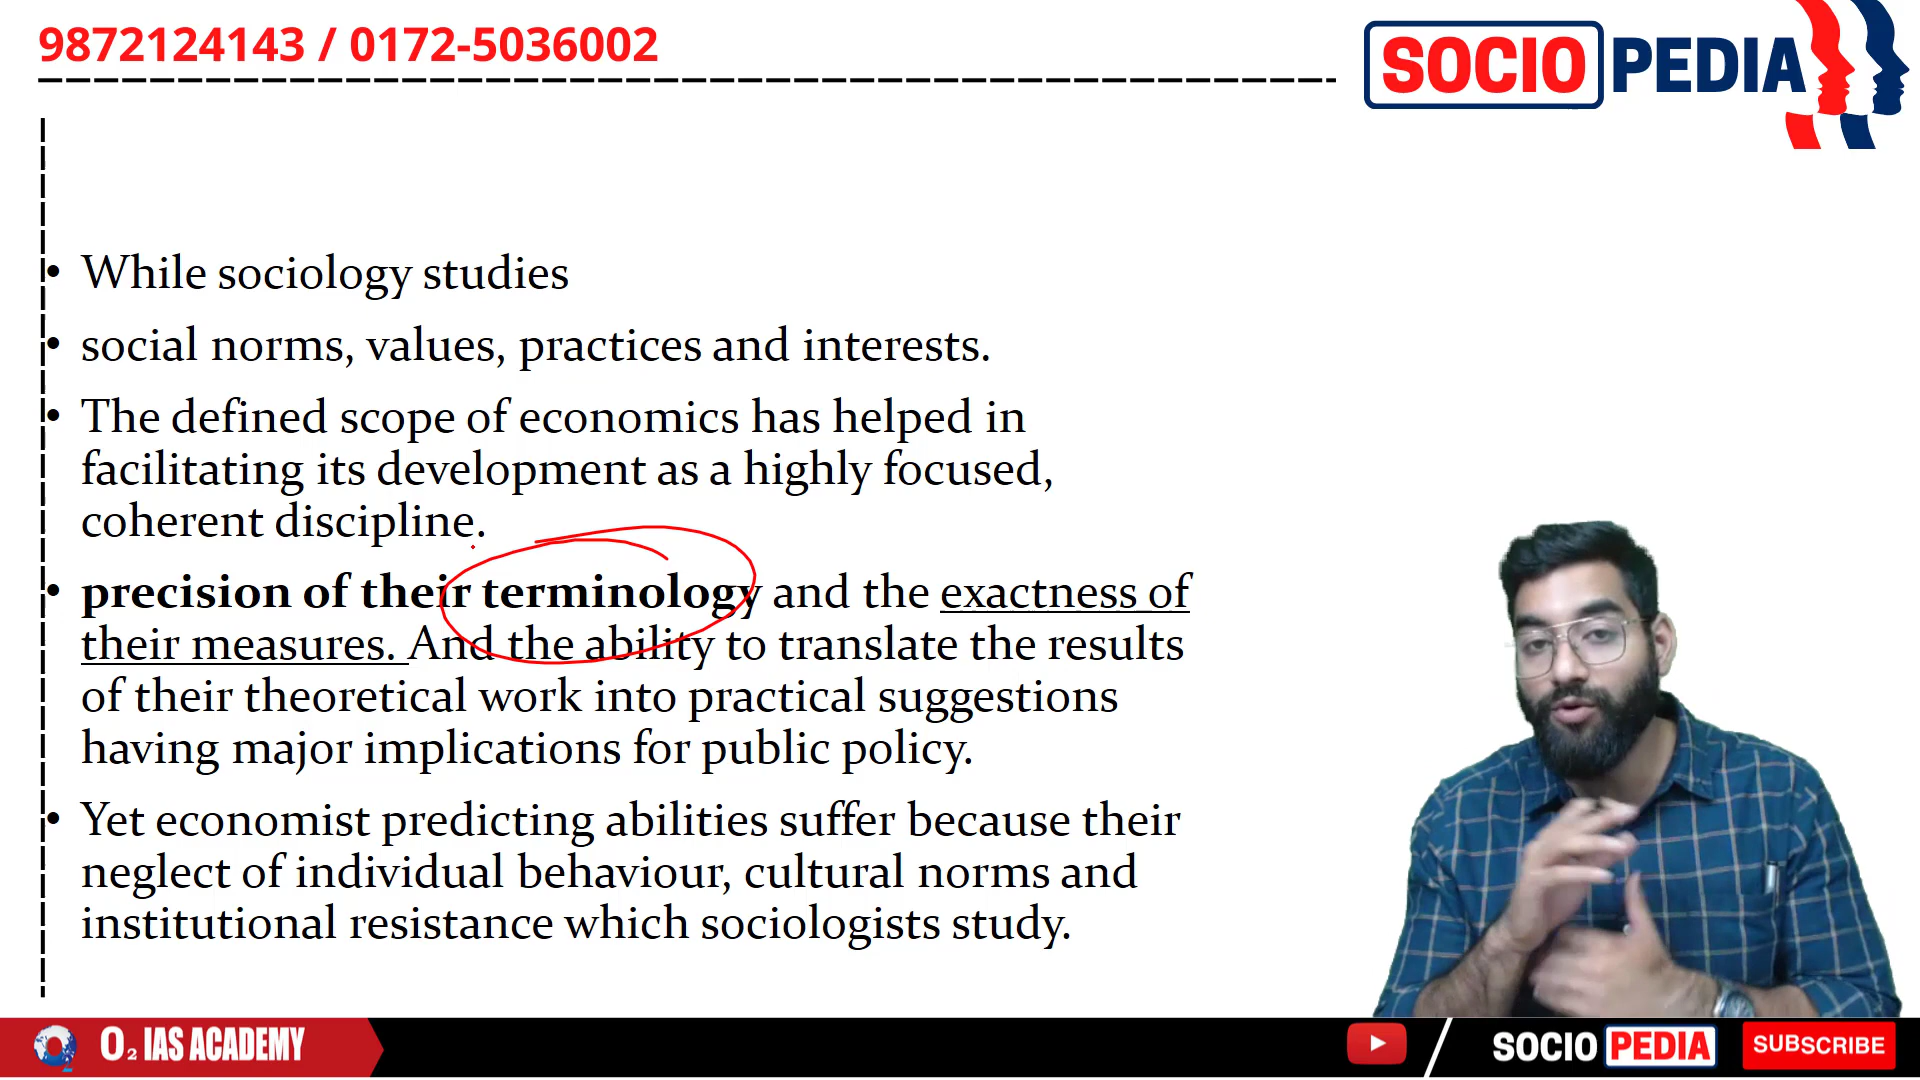 9872124143 / 0172-5036002
SOCIO PEDIA
• While sociology studies
• social norms, values, practices and interests.
• The defined scope of economics has helped in
facilitating its development as a highly focused,
coherent discipline.
• precision of their terminology and the exactness of
their measures. And the ability to translate the results
of their theoretical work into practical suggestions
having major implications for public policy.
• Yet economist predicting abilities suffer because their
neglect of individual behaviour, cultural norms and
institutional resistance which sociologists study.
O2 IAS ACADEMY
SOCIO PEDIA
SUBSCRIBE